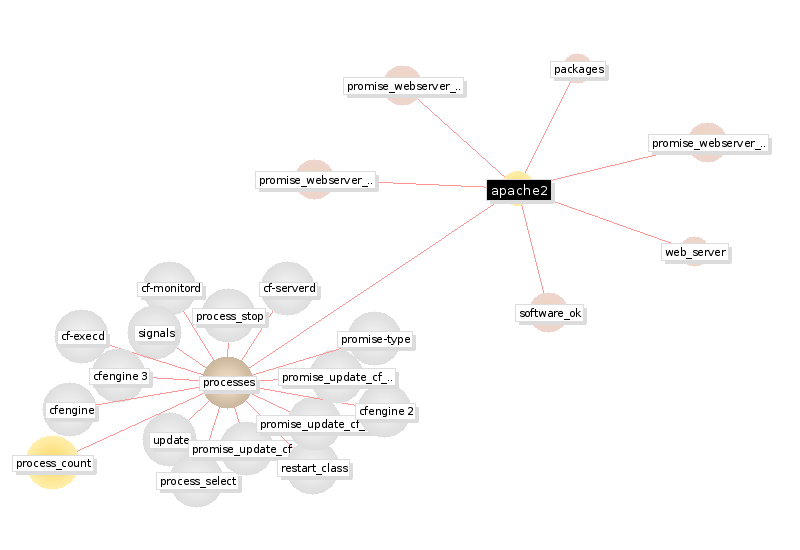 packages
promise_webserver_..
promise_webserver_..
promise_webserver_..
apache2
web_server
cf-monitord
cf-serverd
software_ok
process_stop
signals
cf-execd
promise-type
cfengine 3
promise_update_cf_..
processes
cfengine
cfengine 2
promise_update_cf_
update
promise_update_cf
process_count
restart_class
process_select